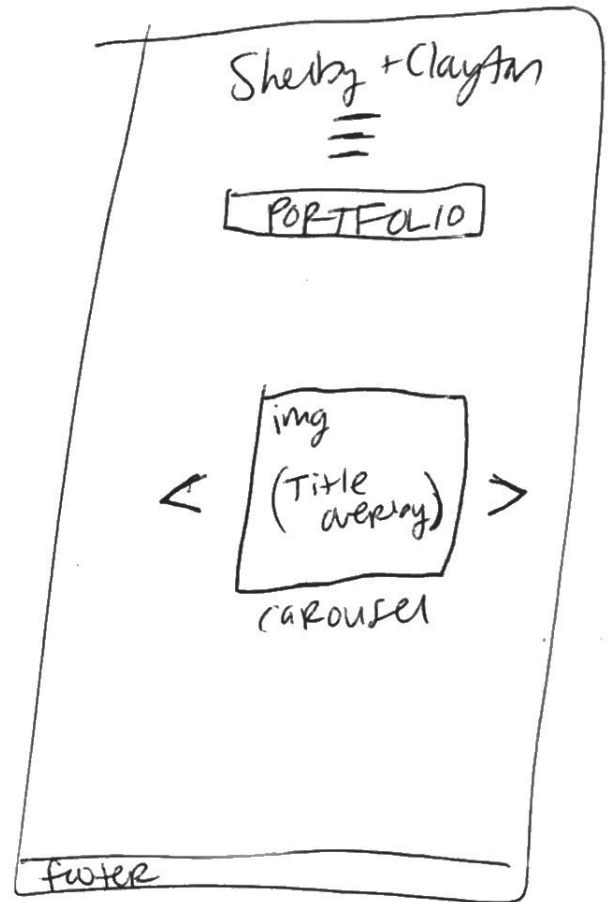 Shelby + Clayton
PORTFOLIO
img
(Title
overlay)
< >
carousel
footer